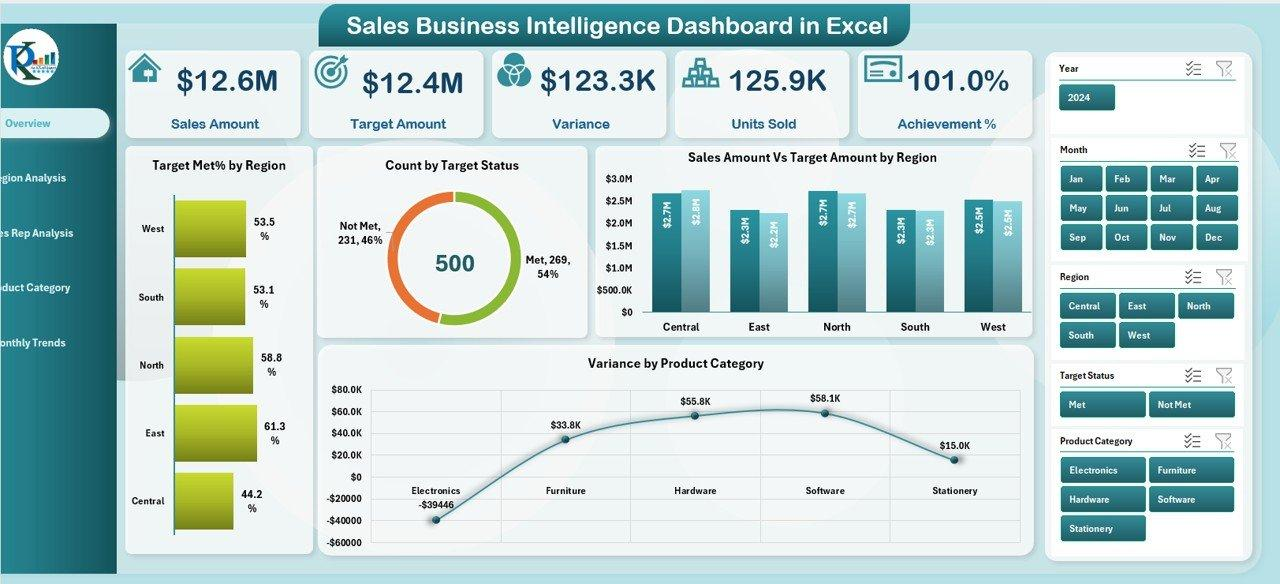 Sales Business Intelligence Dashboard in Excel
$12.6M
Sales Amount
$12.4M
Target Amount
$123.3K
Variance
125.9K
Units Sold
101.0%
Achievement %
Overview
egion Analysis
es Rep Analysis
duct Category
onthly Trends
Target Met% by Region
West
53.5
%
South
53.1
%
North
58.8
%
East
61.3
%
Central
44.2
%
Count by Target Status
Not Met,
231, 46%
500
Met, 269,
54%
Sales Amount Vs Target Amount by Region
$3.0M
$2.5M
$2.0M
$1.5M
$1.0M
$500.0K
$0
$2.7M
$2.8M
$2.3M
$2.2M
$2.7M
$2.7M
$2.3M
$2.3M
$2.5M
$2.5M
Central
East
North
South
West
Variance by Product Category
$80.0K
$60.0K
$40.0K
$20.0K
$0
-$20000
-$40000
-$60000
-$39446
$33.8K
$55.8K
$58.1K
$15.0K
Electronics
Furniture
Hardware
Software
Stationery
Year
2024
Month
Jan
Feb
Mar
Apr
May
Jun
Jul
Aug
Sep
Oct
Nov
Dec
Region
Central
East
North
South
West
Target Status
Met
Not Met
Product Category
Electronics
Furniture
Hardware
Software
Stationery